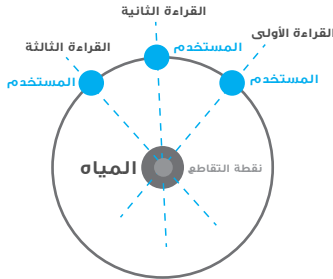 القراءة الثانية
القراءة الأولى
المستخدم
القراءة الثالثة
المستخدم
المستخدم
نقطة التقاطع
المياه